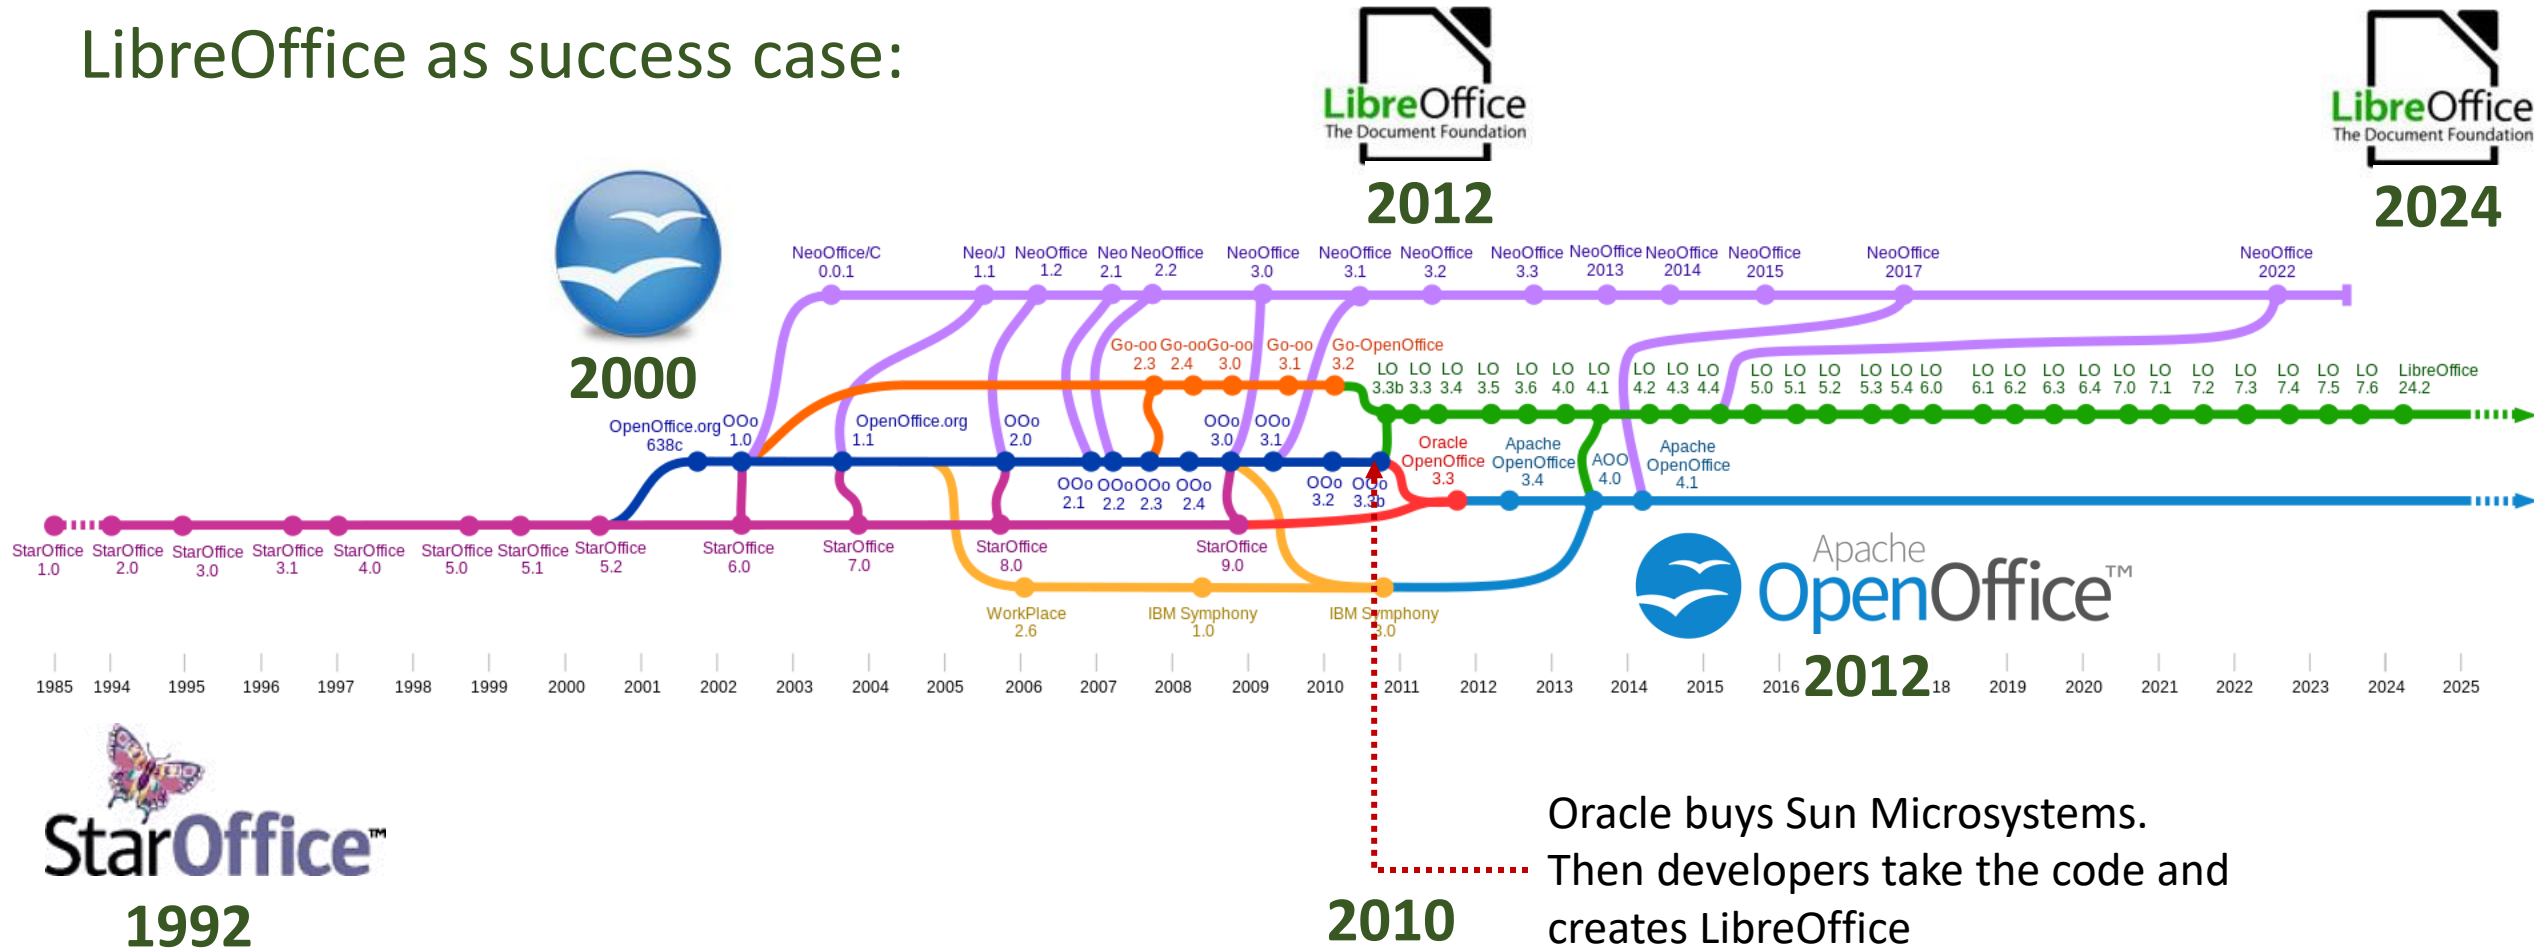 LibreOffice as success case:
LibreOffice
The Document Foundation
2012
LibreOffice
The Document Foundation
2024
2000
NeoOffice/C
0.0.1
Neo/J
1.1
NeoOffice
1.2
Neo
2.1
NeoOffice
2.2
NeoOffice
3.0
NeoOffice
3.1
NeoOffice
3.2
NeoOffice
3.3
NeoOffice
2013
NeoOffice
2014
NeoOffice
2015
NeoOffice
2017
NeoOffice
2022
Go-oo
2.3
Go-oo
2.4
Go-oo
3.0
Go-oo
3.1
Go-OpenOffice
3.2
LO
3.3b
LO
3.3
LO
3.4
LO
3.5
LO
3.6
LO
4.0
LO
4.1
LO
4.2
LO
4.3
LO
4.4
LO
5.0
LO
5.1
LO
5.2
LO
5.3
LO
5.4
LO
6.0
LO
6.1
LO
6.2
LO
6.3
LO
6.4
LO
7.0
LO
7.1
LO
7.2
LO
7.3
LO
7.4
LO
7.5
LO
7.6
LibreOffice
24.2
OpenOffice.org
638c
OOo
1.0
OpenOffice.org
1.1
OOo
2.0
OOo
2.1
OOo
2.2
OOo
2.3
OOo
2.4
OOo
3.0
OOo
3.1
OOo
3.2
OOo
3.3b
Oracle
OpenOffice
3.3
Apache
OpenOffice
3.4
AOO
4.0
Apache
OpenOffice
4.1
StarOffice
1.0
StarOffice
2.0
StarOffice
3.0
StarOffice
3.1
StarOffice
4.0
StarOffice
5.0
StarOffice
5.1
StarOffice
5.2
StarOffice
6.0
StarOffice
7.0
StarOffice
8.0
StarOffice
9.0
WorkPlace
2.6
IBM Symphony
1.0
IBM Symphony
3.0
Apache
OpenOffice™
2012
1985 1994 1995 1996 1997 1998 1999 2000 2001 2002 2003 2004 2005 2006 2007 2008 2009 2010 2011 2012 2013 2014 2015 2016 18 2019 2020 2021 2022 2023 2024 2025
StarOffice™
1992
2010
Oracle buys Sun Microsystems.
Then developers take the code and
creates LibreOffice